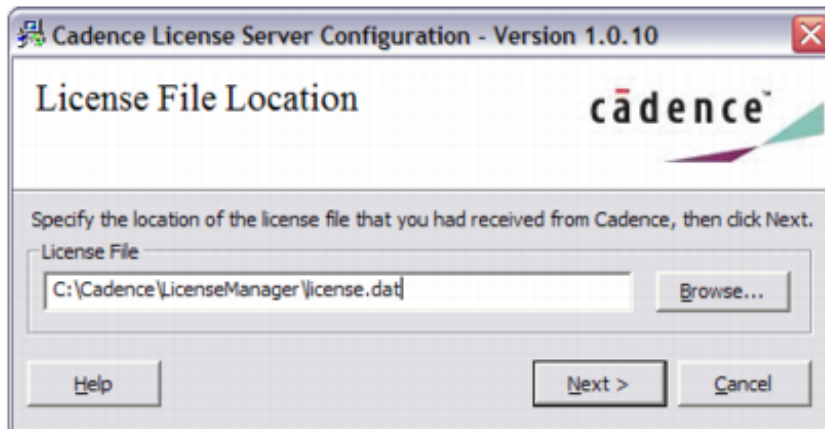 Cadence License Server Configuration - Version 1.0.10
License File Location
cādence™
Specify the location of the license file that you had received from Cadence, then click Next.
License File
C:\Cadence\LicenseManager\license.dat
Browse...
Help
Next >
Cancel